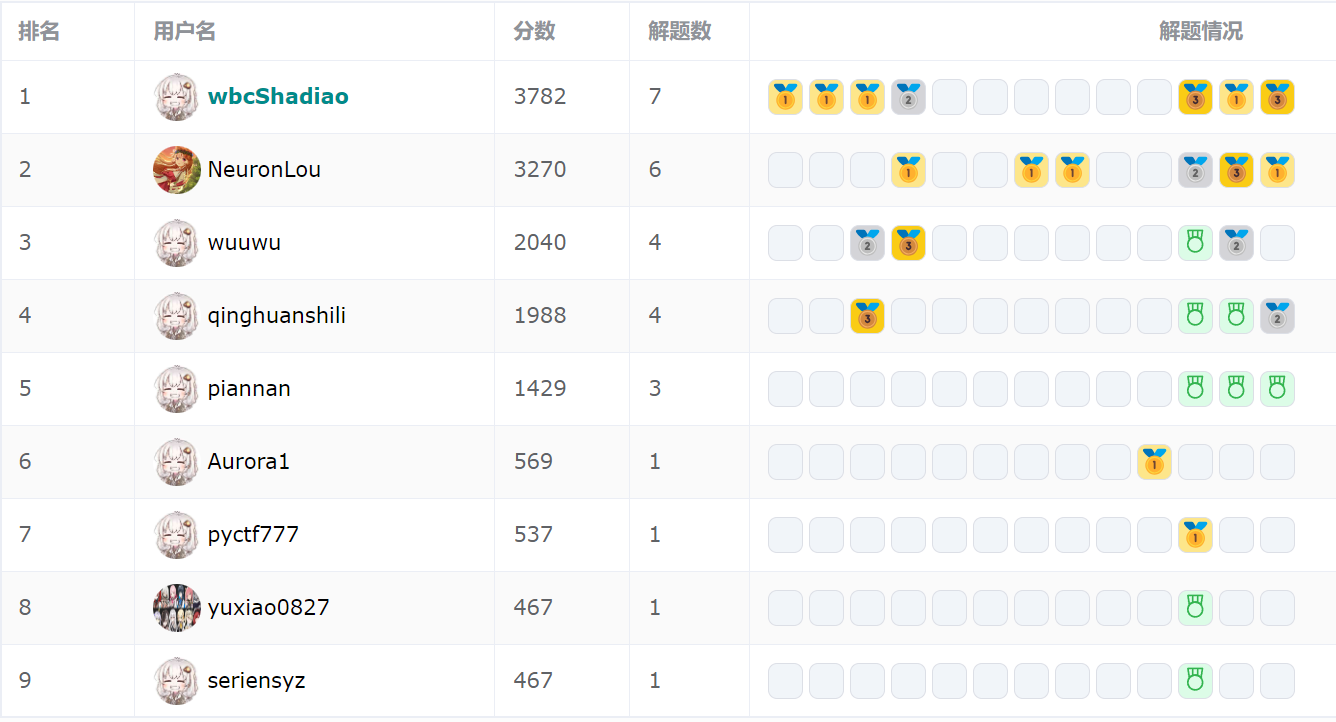 排名 用户名 分数 解题数 解题情况
1 wbcShadiao 3782 7 1 1 1 2 3 1 3
2 NeuronLou 3270 6 1 1 1 2 3 1
3 wuuwu 2040 4 2 3 2
4 qinghuanshili 1988 4 3 2
5 piannan 1429 3
6 Aurora1 569 1 1
7 pyctf777 537 1 1
8 yuxiao0827 467 1
9 seriensyz 467 1